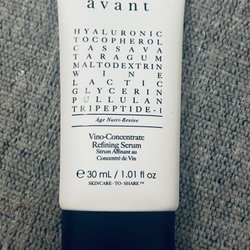 avant
HYALURONIC
TOCOPHEROL
CASSAVA
TARAGUM
MALTODEXTRIN
WINE
LACTIC
GLYCERIN
PULLULAN
TRIPEPTIDE-1
Age Nutri-Revive
Vino-Concentrate
Refining Serum
Sérum Affinant au
Concentré de Vin
℮ 30 mL / 1.01 fl oz
SKINCARE-TO-SHARE™